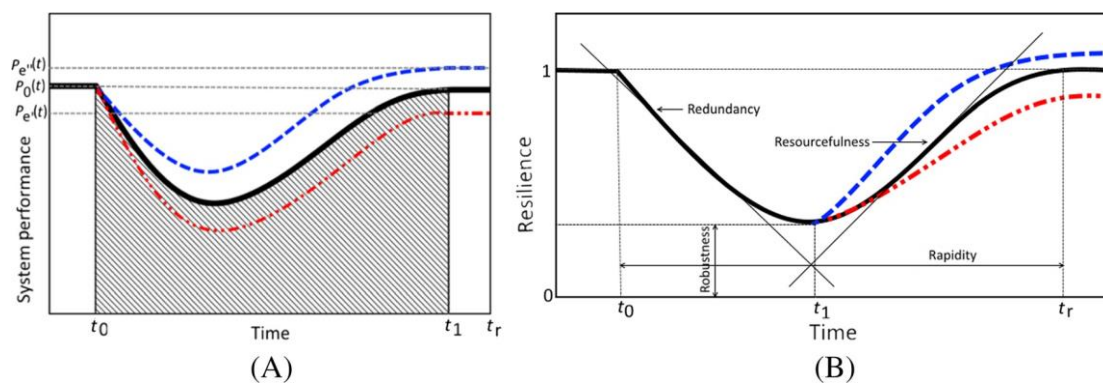 System performance
Pe"(t)
P0(t)
Pe'(t)
t0
Time
t1
tr
(A)
Resilience
1
0
Redundancy
Resourcefulness
Robustness
Rapidity
t0
t1
tr
Time
(B)